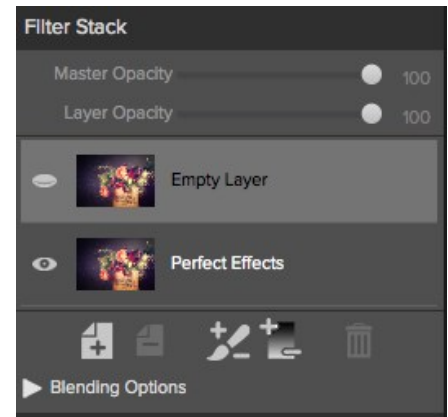 Filter Stack
Master Opacity 100
Layer Opacity 100
Empty Layer
Perfect Effects
Blending Options